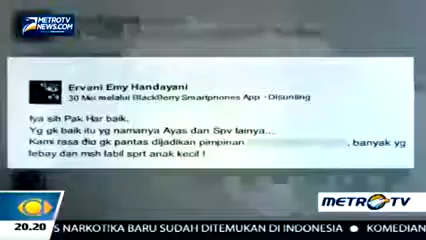 METROTV
NEWS.COM
Ervani Emy Handayani
30 Mei melalui BlackBerry Smartphones App · Disunting
Iya sih Pak Har baik,
Yg gk baik itu yg namanya Ayas dan Spv lainya...
Kami rasa dia gk pantas dijadikan pimpinan , banyak yg
lebay dan msh labil sprt anak kecil !
METRO TV
20.20
S NARKOTIKA BARU SUDAH DITEMUKAN DI INDONESIA
KOMEDIAN